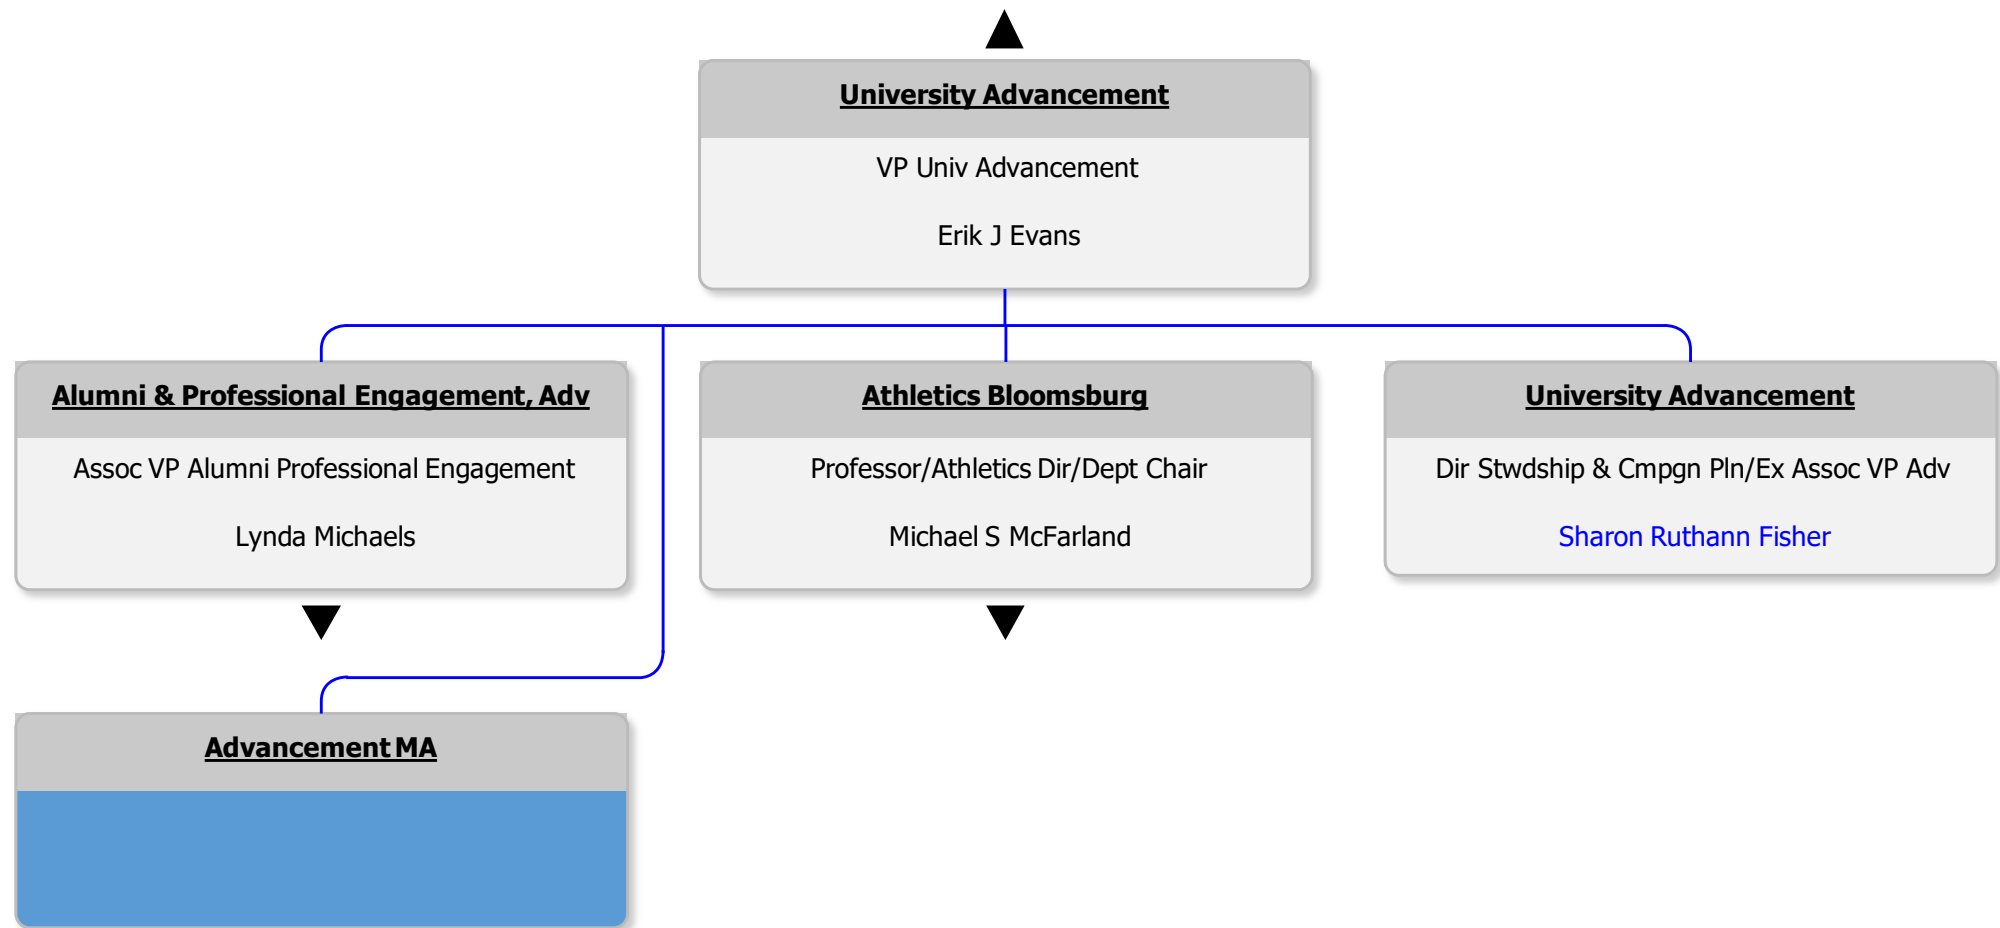 University Advancement
VP Univ Advancement
Erik J Evans
Alumni & Professional Engagement, Adv
Assoc VP Alumni Professional Engagement
Lynda Michaels
Athletics Bloomsburg
Professor/Athletics Dir/Dept Chair
Michael S McFarland
University Advancement
Dir Stwdship & Cmpgn Pln/Ex Assoc VP Adv
Sharon Ruthann Fisher
Advancement MA